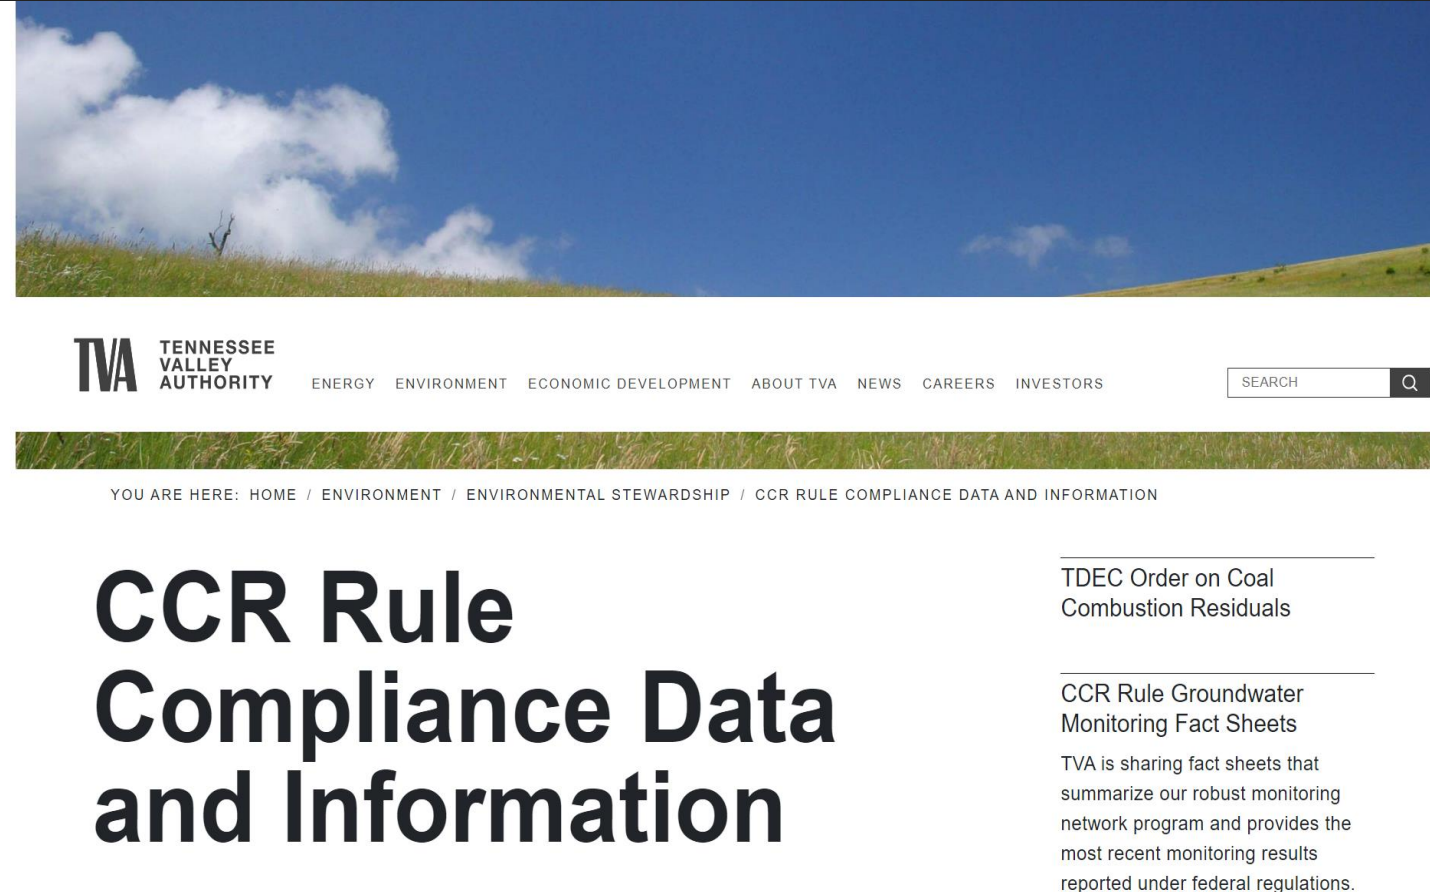 TVA
TENNESSEE
VALLEY
AUTHORITY
ENERGY ENVIRONMENT ECONOMIC DEVELOPMENT ABOUT TVA NEWS CAREERS INVESTORS
SEARCH
YOU ARE HERE: HOME / ENVIRONMENT / ENVIRONMENTAL STEWARDSHIP / CCR RULE COMPLIANCE DATA AND INFORMATION
CCR Rule
Compliance Data
and Information
TDEC Order on Coal
Combustion Residuals
CCR Rule Groundwater
Monitoring Fact Sheets
TVA is sharing fact sheets that
summarize our robust monitoring
network program and provides the
most recent monitoring results
reported under federal regulations.